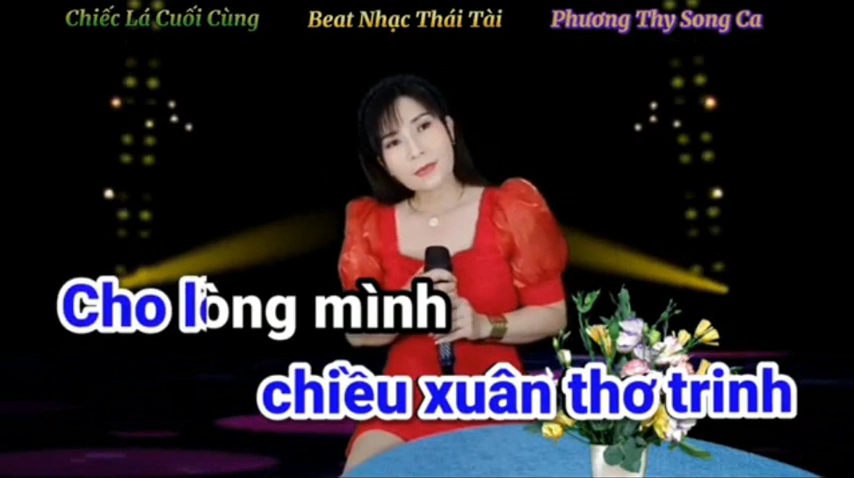 Chiếc Lá Cuối Cùng
Beat Nhạc Thái Tài
Phương Thy Song Ca
Cho lòng mình
chiều xuân thơ trinh